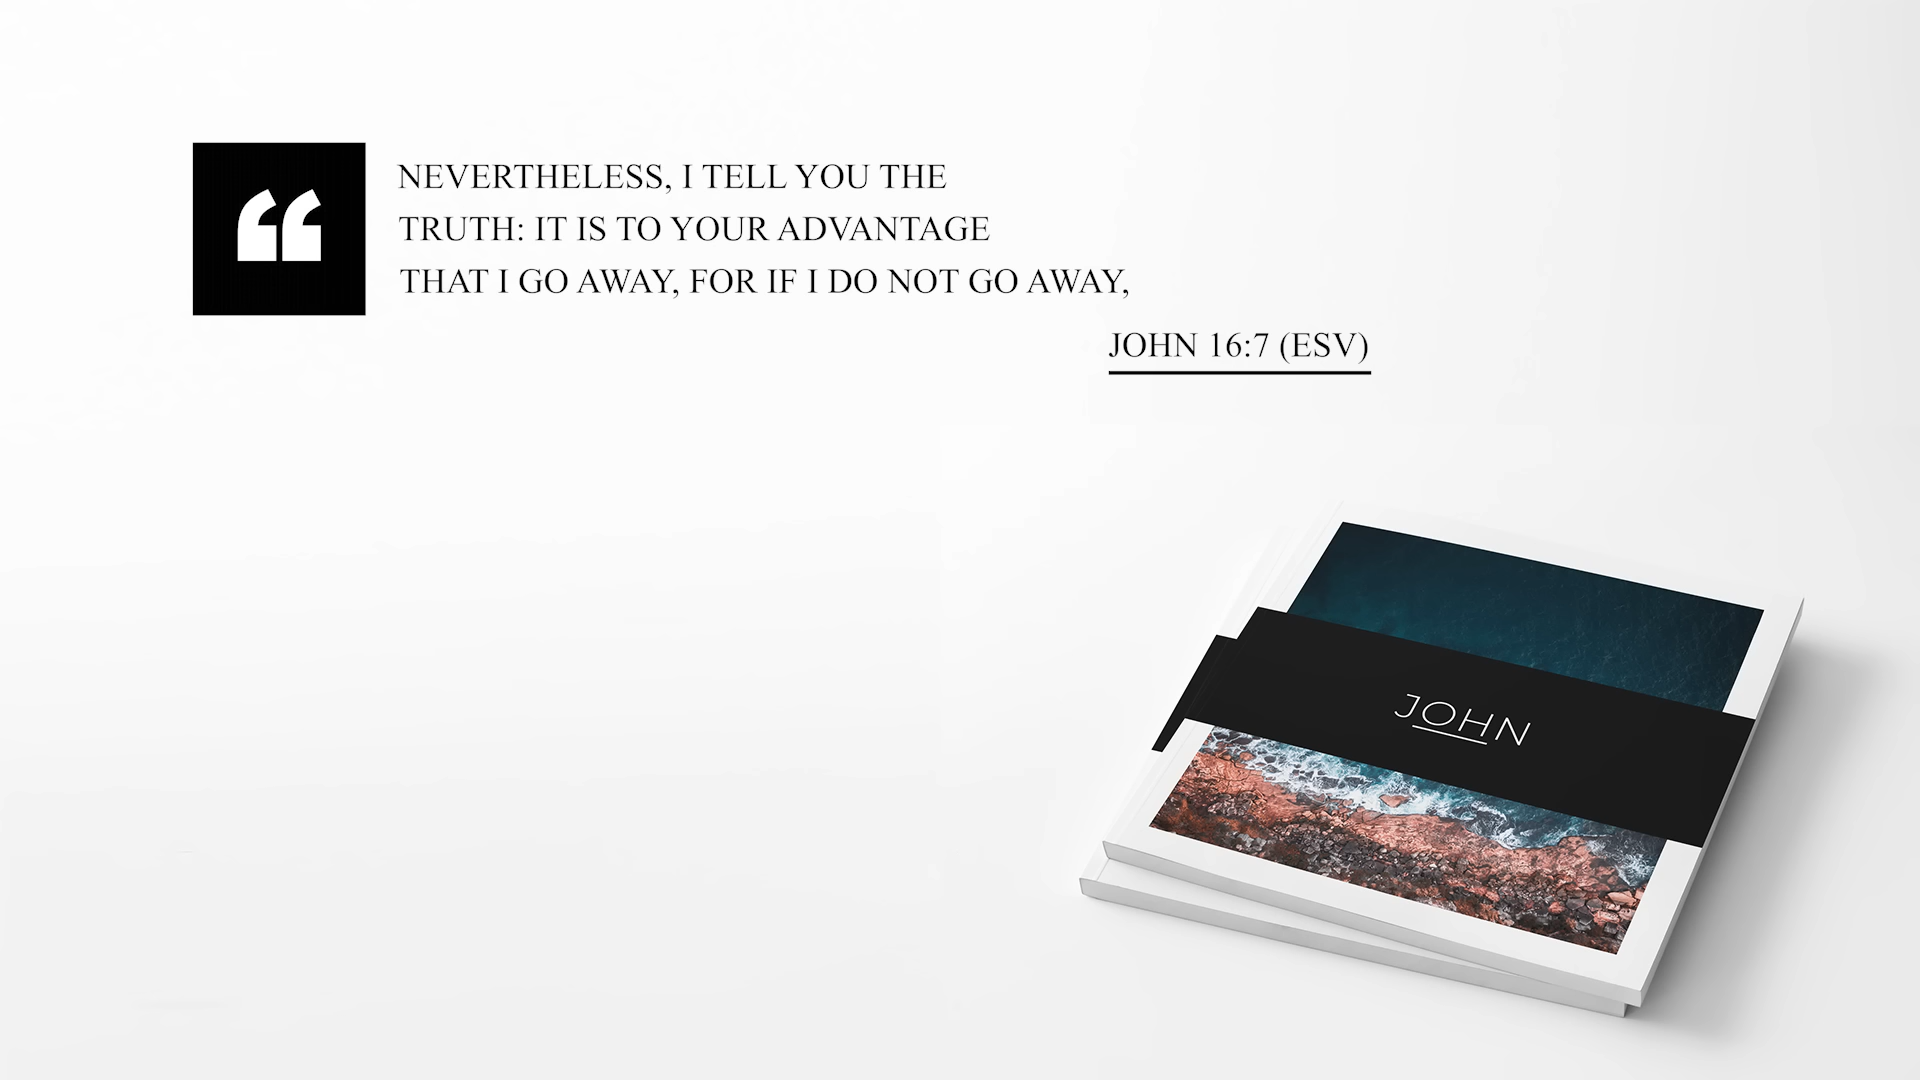 “
NEVERTHELESS, I TELL YOU THE
TRUTH: IT IS TO YOUR ADVANTAGE
THAT I GO AWAY, FOR IF I DO NOT GO AWAY,
JOHN 16:7 (ESV)
JOHN